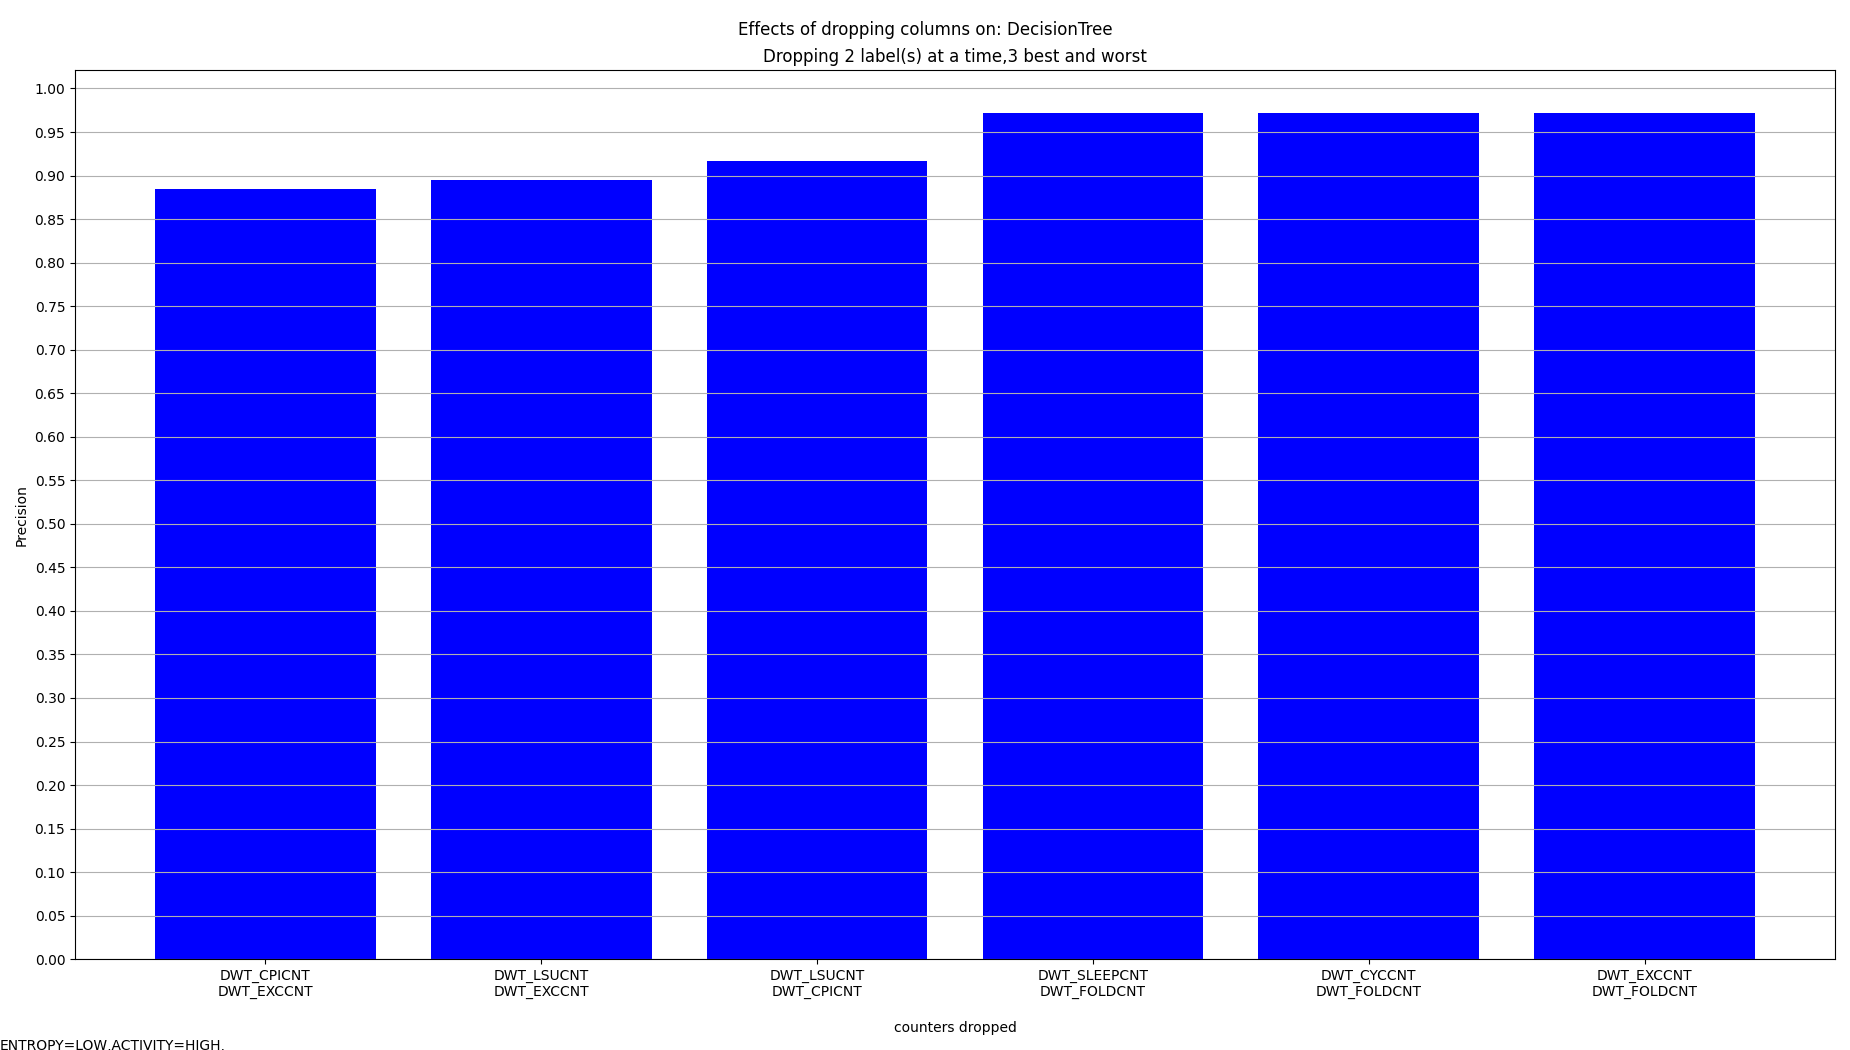 Effects of dropping columns on: DecisionTree
Dropping 2 label(s) at a time,3 best and worst
1.00
0.95
0.90
0.85
0.80
0.75
0.70
0.65
0.60
0.55
0.50
0.45
0.40
0.35
0.30
0.25
0.20
0.15
0.10
0.05
0.00
Precision
DWT_CPICNT
DWT_EXCCNT
DWT_LSUCNT
DWT_EXCCNT
DWT_LSUCNT
DWT_CPICNT
DWT_SLEEPCNT
DWT_FOLDCNT
DWT_CYCCNT
DWT_FOLDCNT
DWT_EXCCNT
DWT_FOLDCNT
counters dropped
ENTROPY=LOW,ACTIVITY=HIGH,